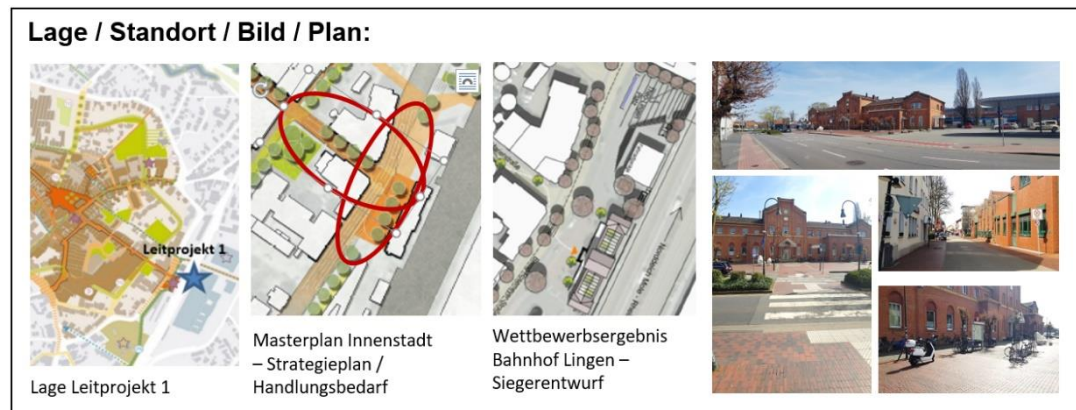 Lage / Standort / Bild / Plan:
Leitprojekt 1
Lage Leitprojekt 1
Masterplan Innenstadt
– Strategieplan /
Handlungsbedarf
Wettbewerbsergebnis
Bahnhof Lingen –
Siegerentwurf